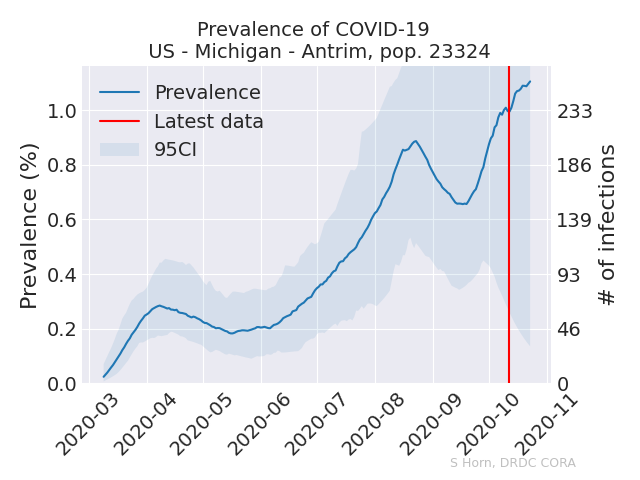 Prevalence of COVID-19
US - Michigan - Antrim, pop. 23324
Prevalence
Latest data
95CI
Prevalence (%)
1.0
0.8
0.6
0.4
0.2
0.0
233
186
139
93
46
0
# of infections
2020-03
2020-04
2020-05
2020-06
2020-07
2020-08
2020-09
2020-10
2020-11
S Horn, DRDC CORA